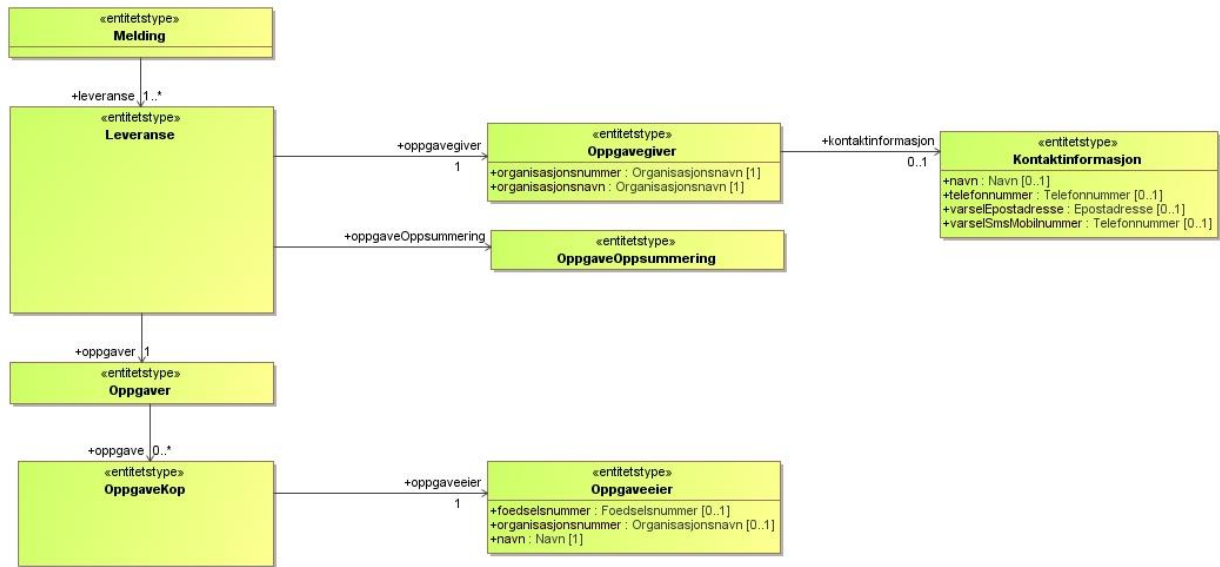 «entitetstype»
Melding
+leveranse 1..*
«entitetstype»
Leveranse
+oppgavegiver
1
«entitetstype»
Oppgavegiver
+organisasjonsnummer : Organisasjonsnavn [1]
+organisasjonsnavn : Organisasjonsnavn [1]
+kontaktinformasjon
0..1
«entitetstype»
Kontaktinformasjon
+navn : Navn [0..1]
+telefonnummer : Telefonnummer [0..1]
+varselEpostadresse : Epostadresse [0..1]
+varselSmsMobilnummer : Telefonnummer [0..1]
+oppgaveOppsummering
«entitetstype»
OppgaveOppsummering
+oppgaver 1
«entitetstype»
Oppgaver
+oppgave 0..*
«entitetstype»
OppgaveKop
+oppgaveeier
1
«entitetstype»
Oppgaveeier
+foedselsnummer : Foedselsnummer [0..1]
+organisasjonsnummer : Organisasjonsnavn [0..1]
+navn : Navn [1]